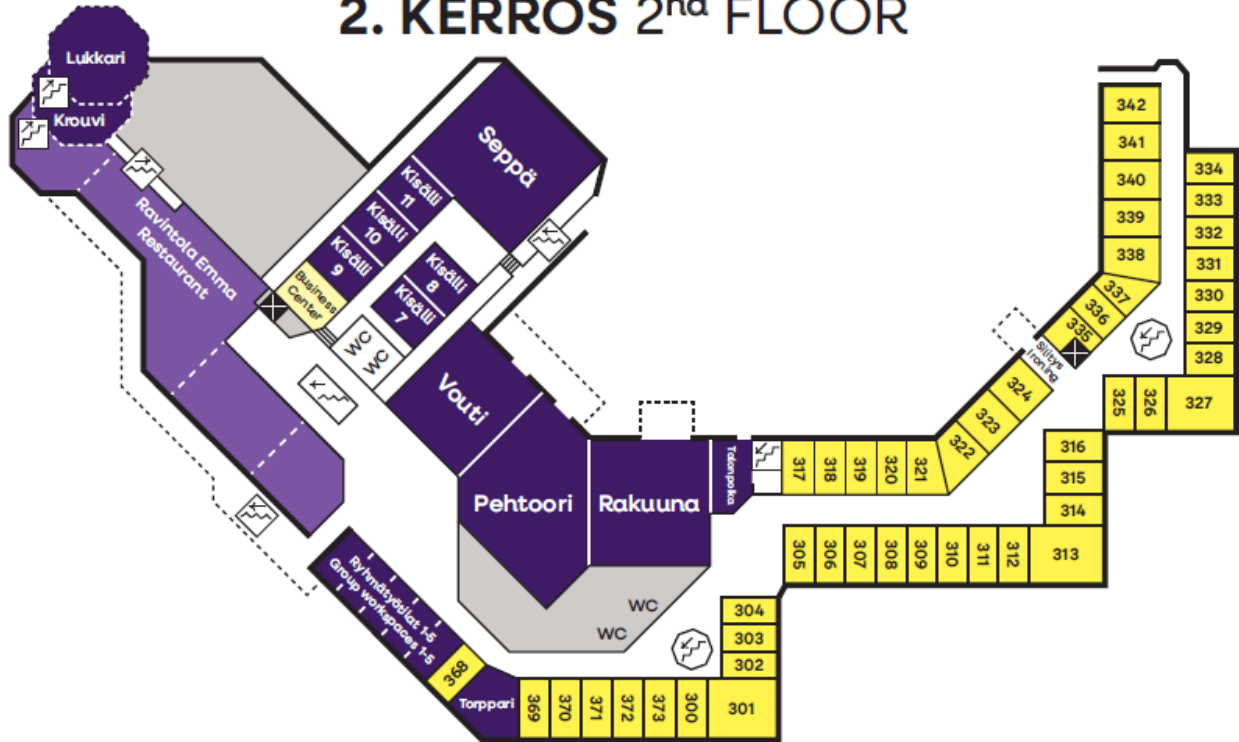 2. KERROS 2nd FLOOR
Lukkari
Krouvi
Ravintola Emma
Restaurant
Seppä
Kisälli
11
Kisälli
10
Kisälli
9
Kisälli
8
Kisälli
7
Business
Center
WC
WC
Vouti
Pehtoori
Rakuuna
Talonpoika
WC
WC
Ryhmätyötilat 1-5
Group workspaces 1-5
368
Torppari
369
370
371
372
373
300
301
302
303
304
305
306
307
308
309
310
311
312
313
314
315
316
317
318
319
320
321
322
323
324
Silitys
Ironing
325
326
327
328
329
330
331
332
333
334
335
336
337
338
339
340
341
342